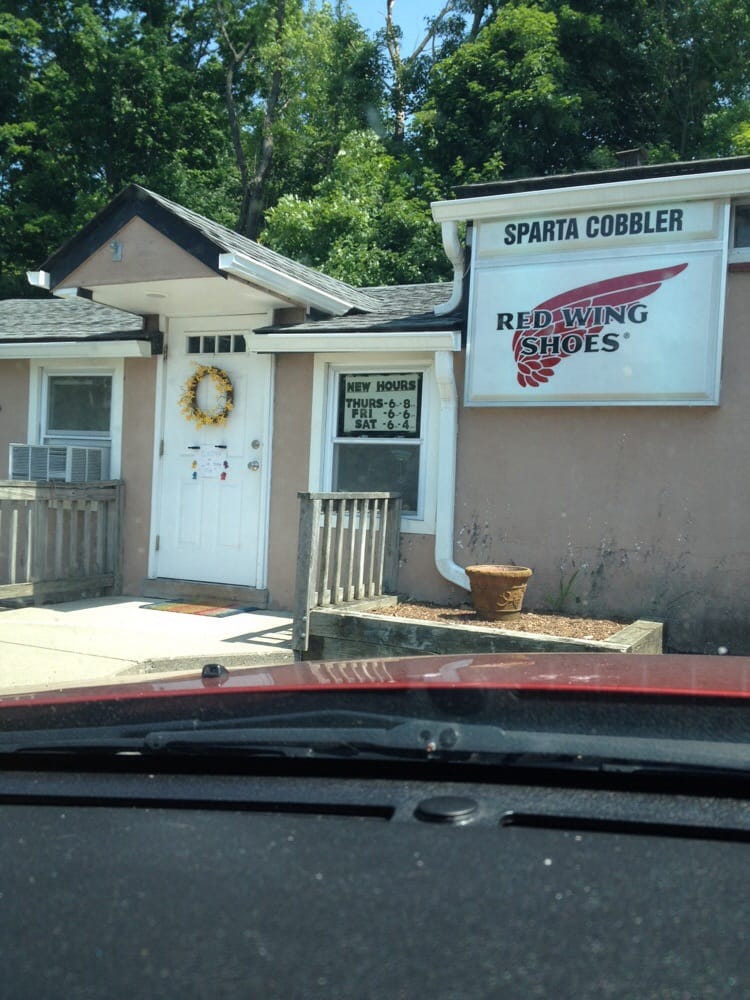 SPARTA COBBLER
RED WING
SHOES®
NEW HOURS
THURS-6-8
FRI -6-6
SAT -6-4